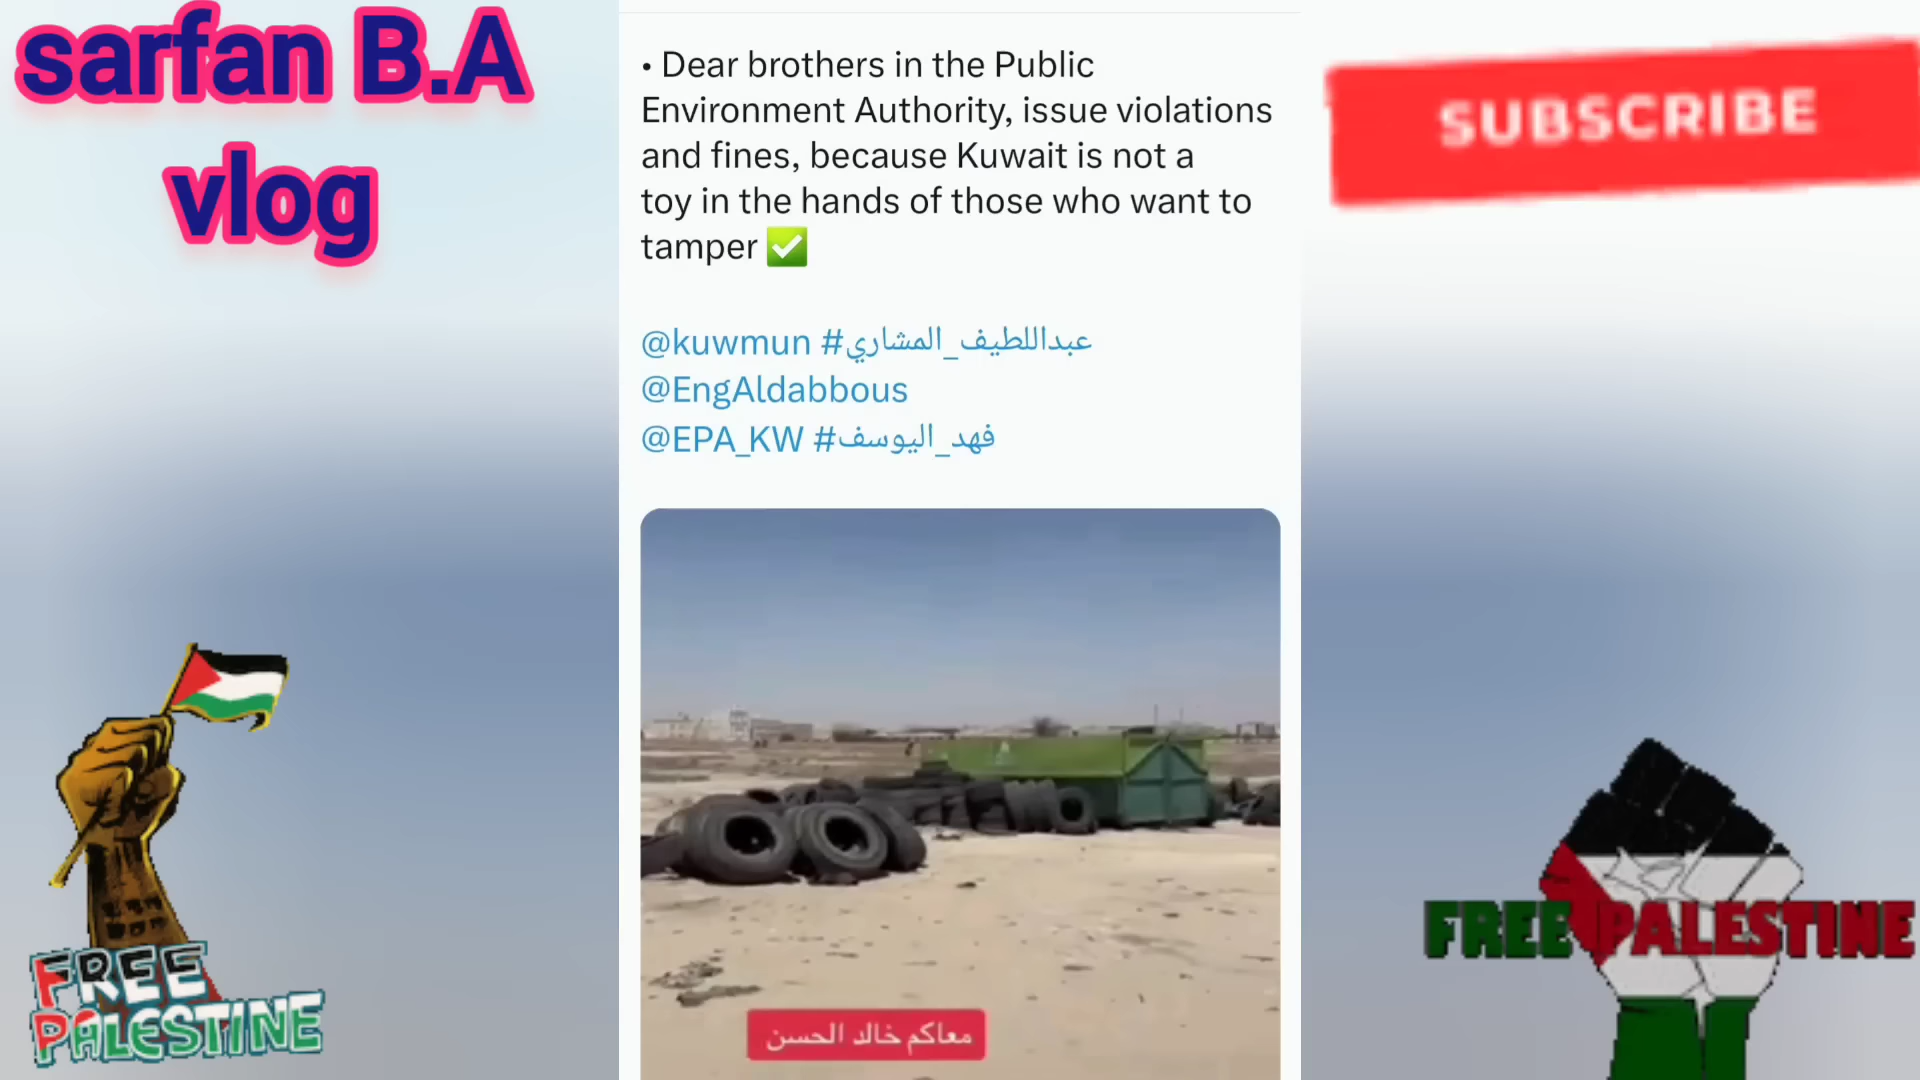 sarfan B.A
vlog
• Dear brothers in the Public
Environment Authority, issue violations
and fines, because Kuwait is not a
toy in the hands of those who want to
tamper ✅
@kuwmun #عبداللطيف_المشاري
@EngAldabbous
@EPA_KW #فهد_اليوسف
معاكم خالد الحسن
SUBSCRIBE
FREE
PALESTINE
FREE PALESTINE